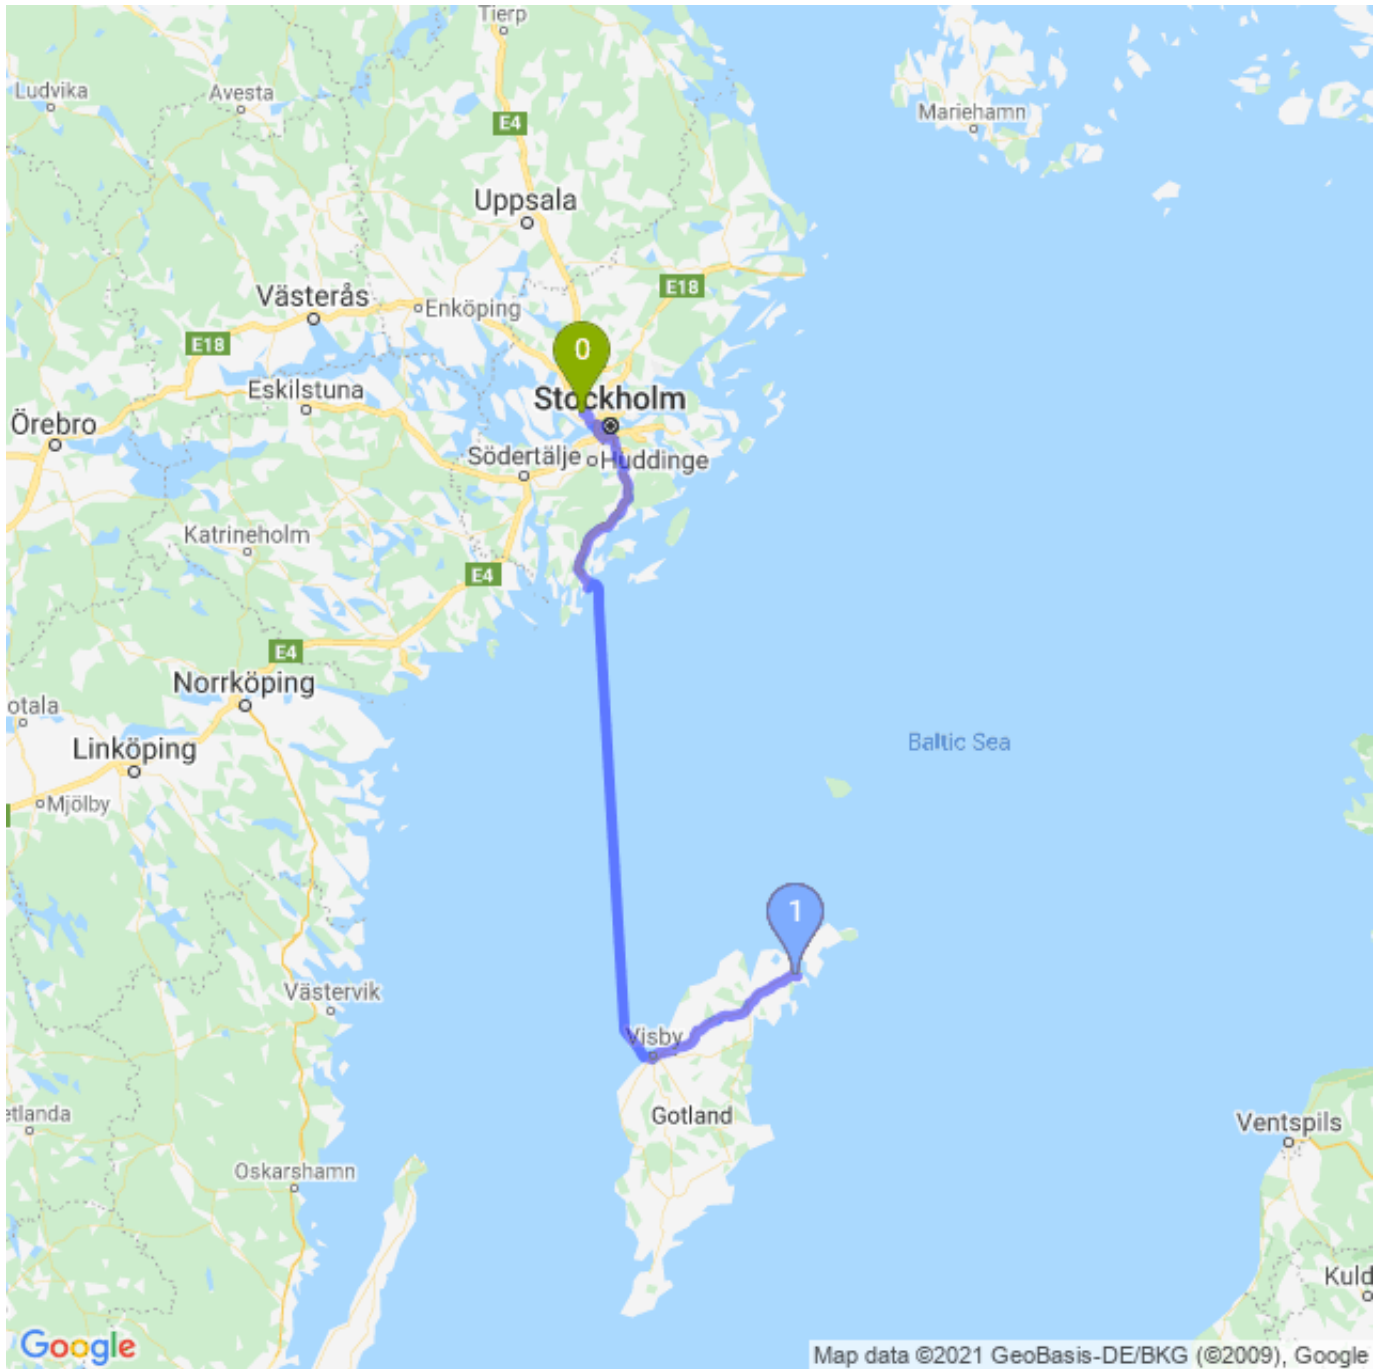 Tierp
Ludvika
Avesta
Mariehamn
E4
Uppsala
E18
Västerås
Enköping
E18
0
Eskilstuna
Stockholm
Örebro
Södertälje
Huddinge
Katrineholm
E4
E4
Norrköping
otala
Baltic Sea
Linköping
Mjölby
1
Västervik
Visby
etlanda
Gotland
Ventspils
Oskarshamn
Kuld
Google
Map data ©2021 GeoBasis-DE/BKG (©2009), Google